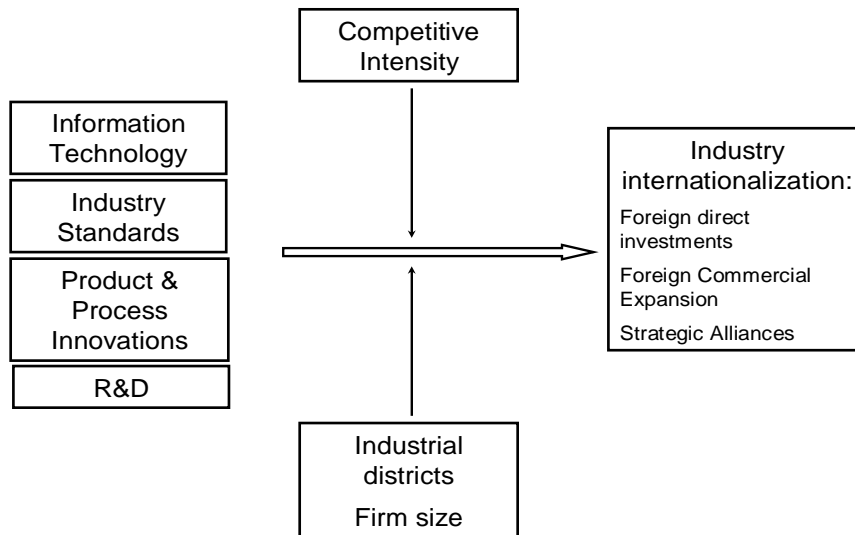 Competitive
Intensity
Information
Technology
Industry
Standards
Product &
Process
Innovations
R&D
Industry
internationalization:
Foreign direct
investments
Foreign Commercial
Expansion
Strategic Alliances
Industrial
districts
Firm size